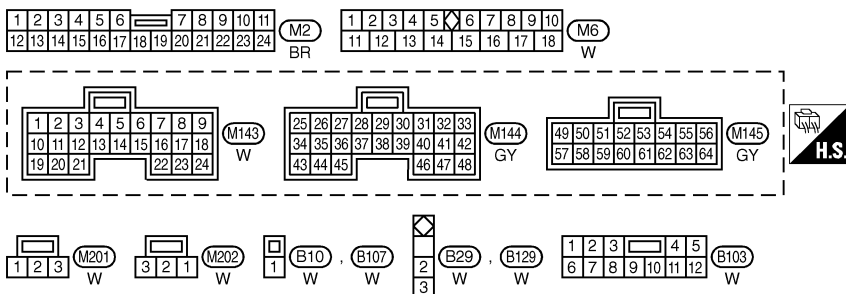 1 2 3 4 5 6 7 8 9 10 11
12 13 14 15 16 17 18 19 20 21 22 23 24
M2
BR
1 2 3 4 5 6 7 8 9 10
11 12 13 14 15 16 17 18
M6
W
1 2 3 4 5 6 7 8 9
10 11 12 13 14 15 16 17 18
19 20 21 22 23 24
M143
W
25 26 27 28 29 30 31 32 33
34 35 36 37 38 39 40 41 42
43 44 45 46 47 48
M144
GY
49 50 51 52 53 54 55 56
57 58 59 60 61 62 63 64
M145
GY
H.S.
1 2 3
M201
W
3 2 1
M202
W
1
B10 , B107
W W
2
3
B29 , B129
W W
1 2 3 4 5
6 7 8 9 10 11 12
B103
W